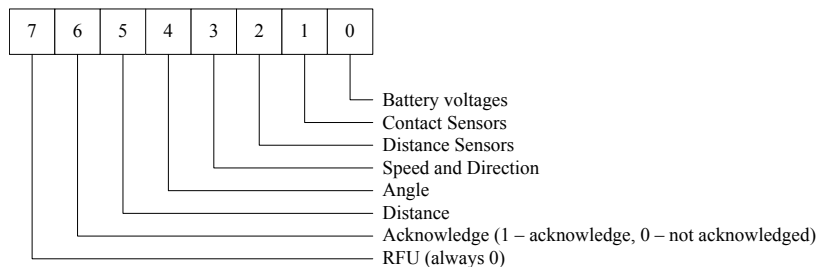 7 6 5 4 3 2 1 0
Battery voltages
Contact Sensors
Distance Sensors
Speed and Direction
Angle
Distance
Acknowledge (1 – acknowledge, 0 – not acknowledged)
RFU (always 0)